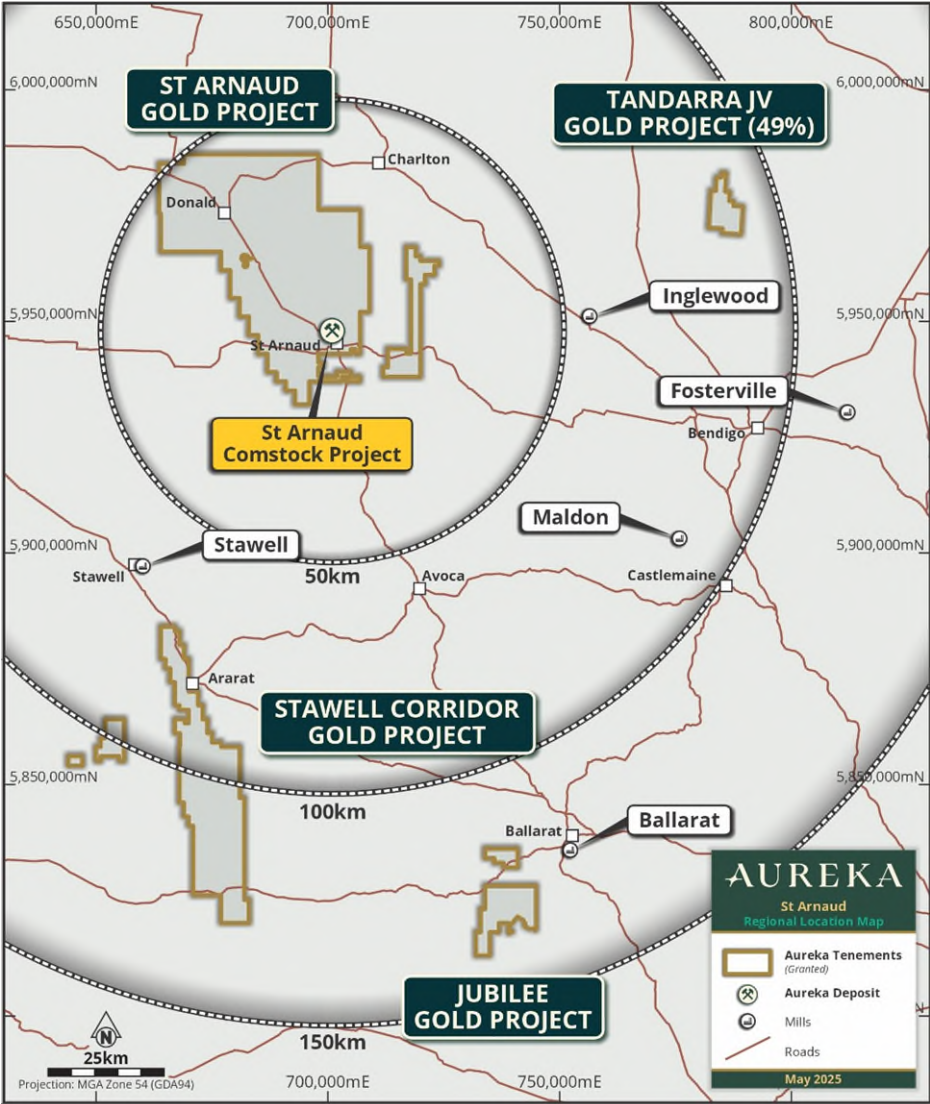 650,000mE
700,000mE
750,000mE
800,000mE
6,000,000mN
6,000,000mN
ST ARNAUD
GOLD PROJECT
TANDARRA JV
GOLD PROJECT (49%)
Charlton
Donald
Inglewood
5,950,000mN
5,950,000mN
St Arnaud
Fosterville
St Arnaud
Comstock Project
Bendigo
Maldon
Stawell
5,900,000mN
5,900,000mN
Stawell
50km
Avoca
Castlemaine
Ararat
STAWELL CORRIDOR
GOLD PROJECT
5,850,000mN
5,850,000mN
100km
Ballarat
Ballarat
AUREKA
St Arnaud
Regional Location Map
Aureka Tenements
(Granted)
Aureka Deposit
Mills
Roads
May 2025
JUBILEE
GOLD PROJECT
150km
N
25km
Projection: MGA Zone 54 (GDA94)
700,000mE
750,000mE